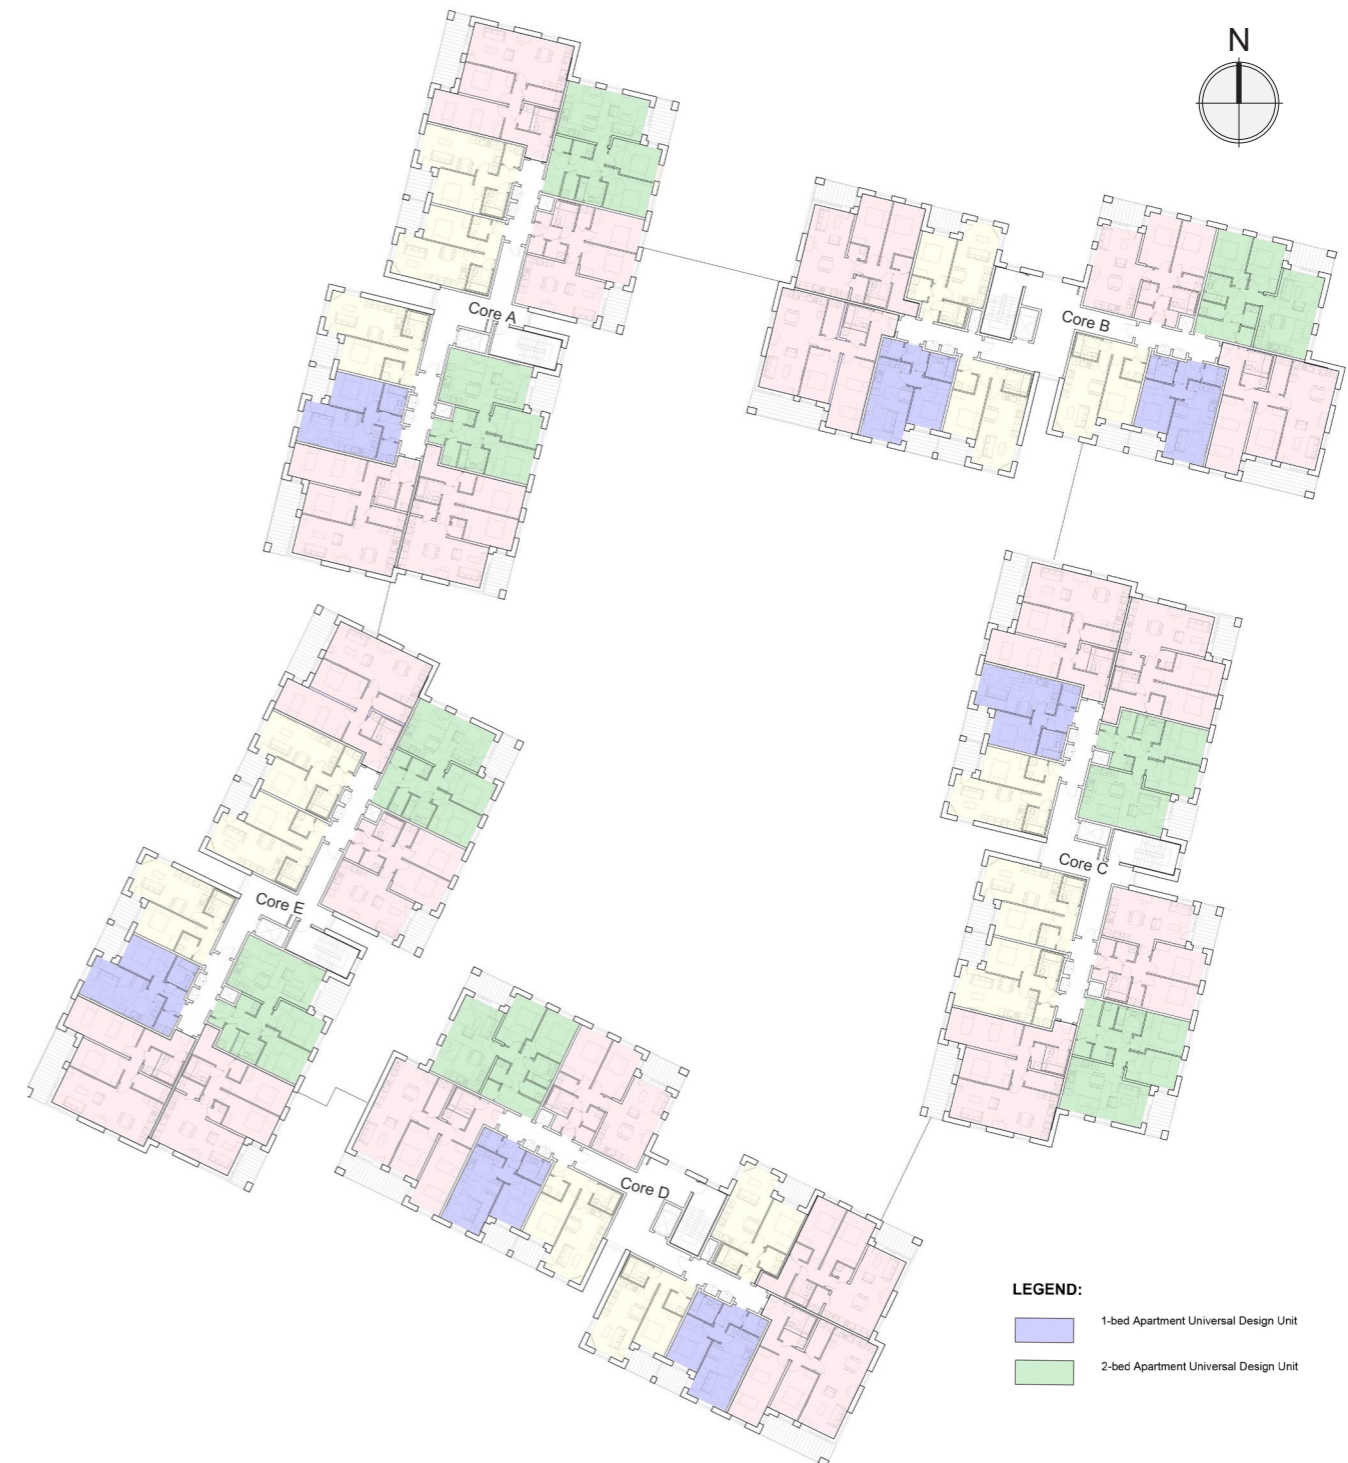 N
Core A
Core B
Core C
Core E
Core D
LEGEND:
1-bed Apartment Universal Design Unit
2-bed Apartment Universal Design Unit